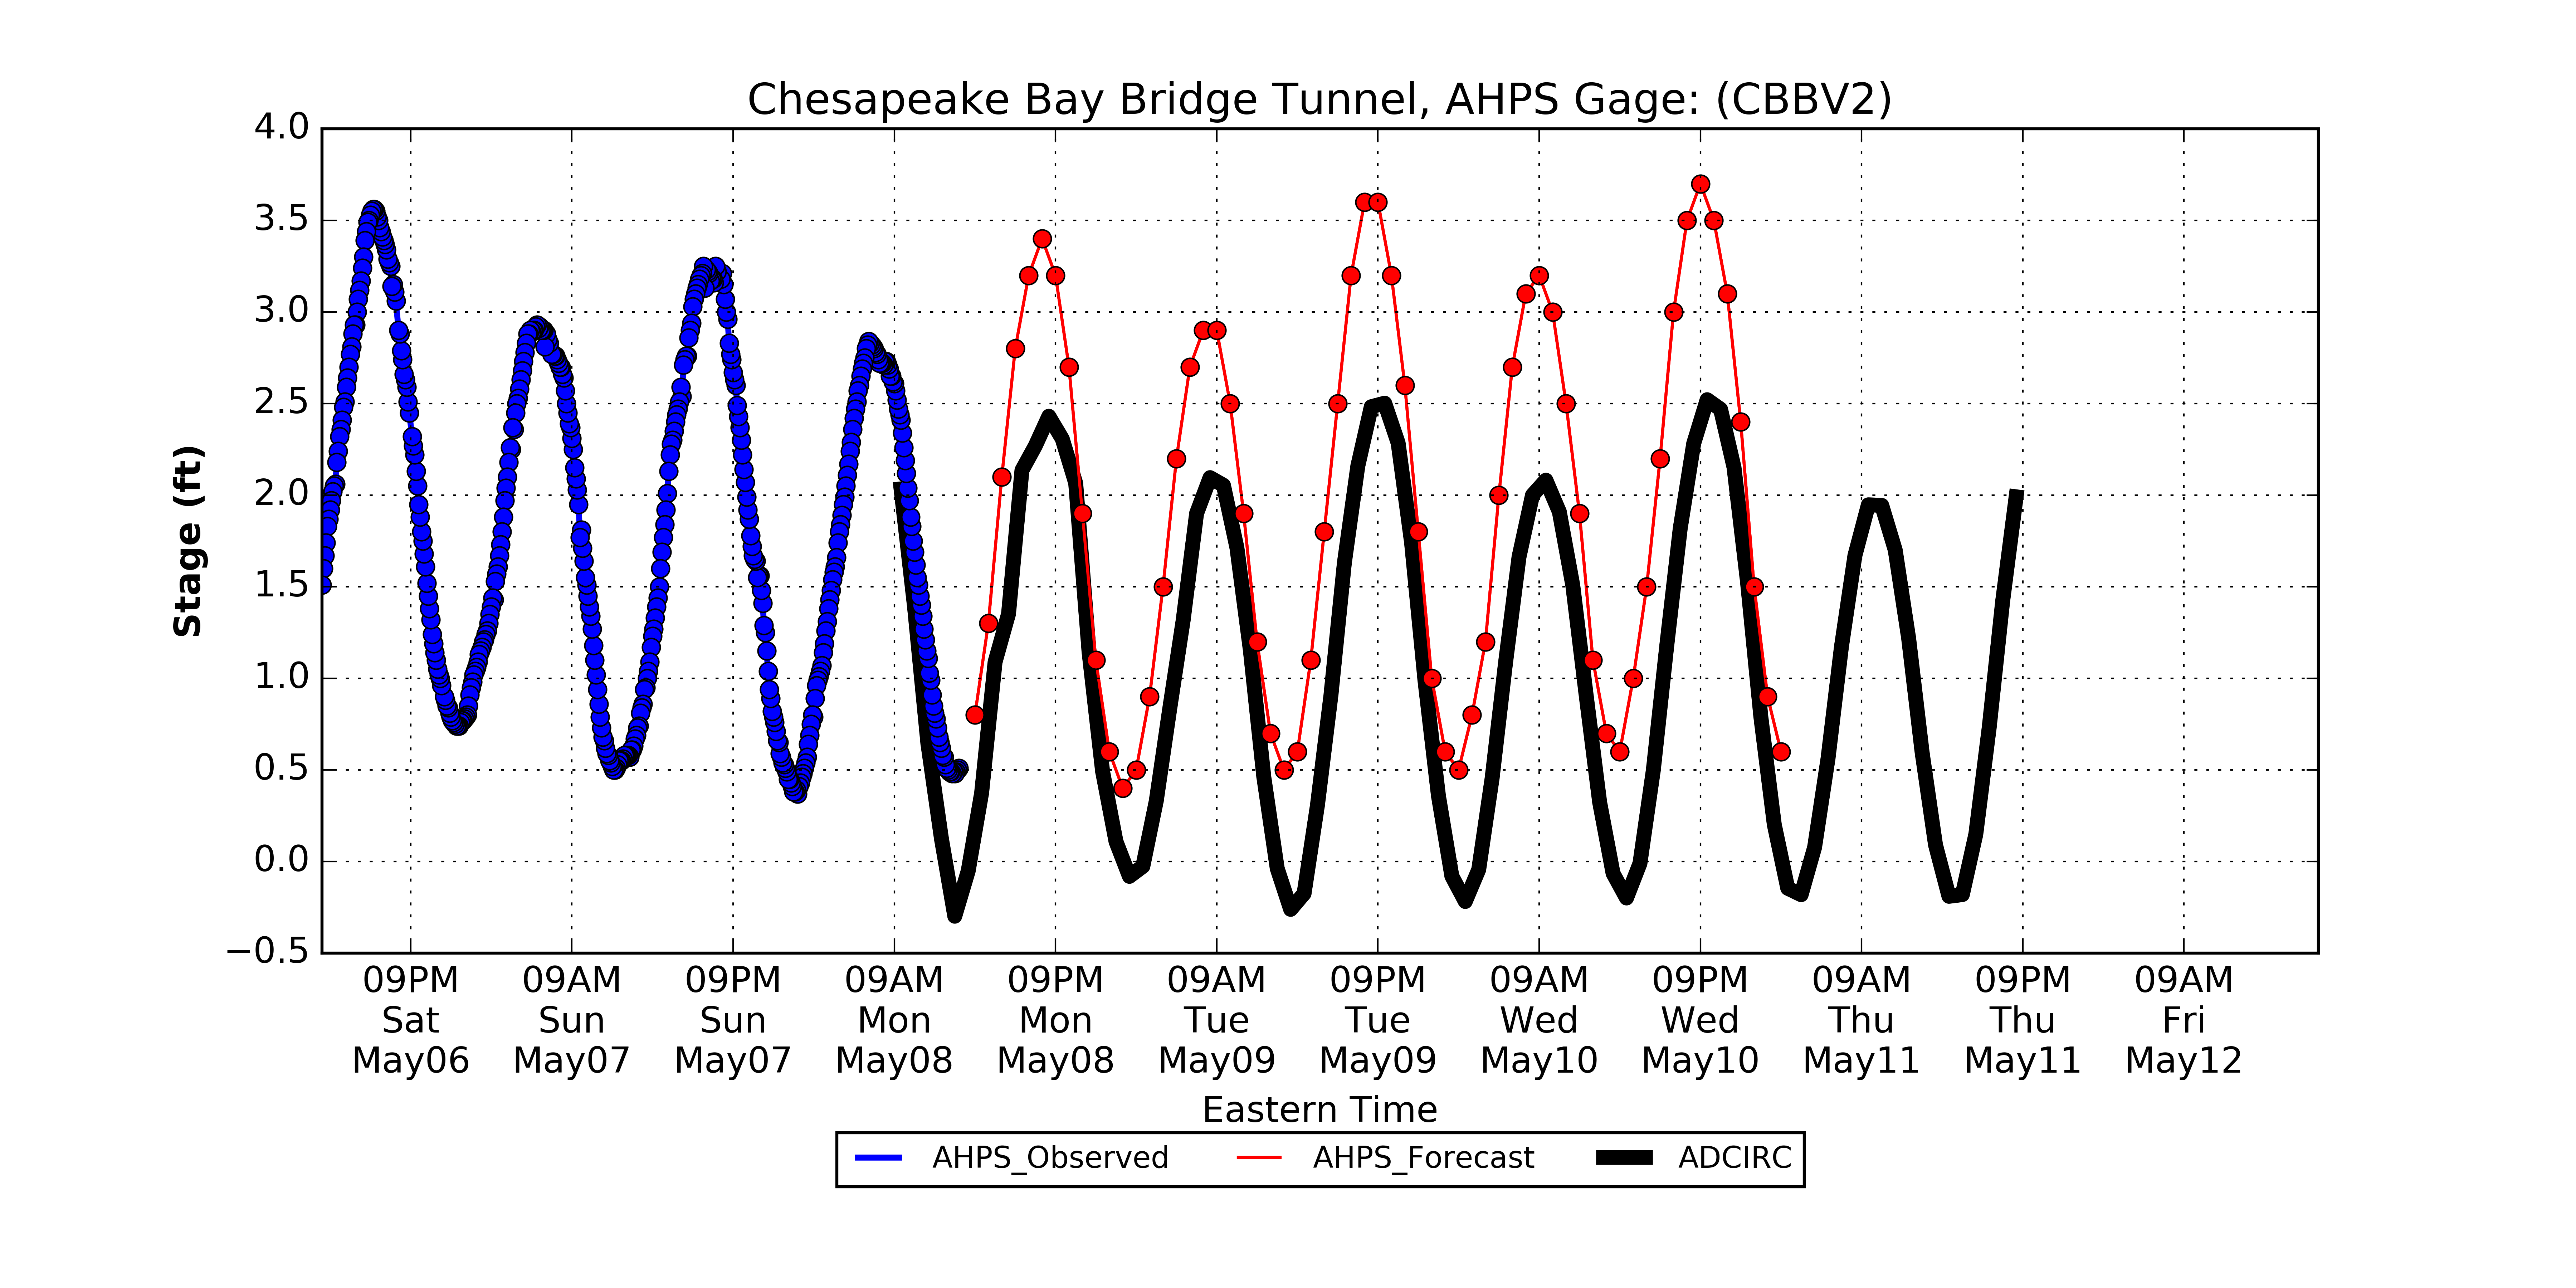 Chesapeake Bay Bridge Tunnel, AHPS Gage: (CBBV2)
4.0
3.5
3.0
2.5
2.0
1.5
1.0
0.5
0.0
−0.5
Stage (ft)
09PM 09AM 09PM 09AM 09PM 09AM 09PM 09AM 09PM 09AM 09PM 09AM
Sat Sun Sun Mon Mon Tue Tue Wed Wed Thu Thu Fri
May06 May07 May07 May08 May08 May09 May09 May10 May10 May11 May11 May12
Eastern Time
AHPS_Observed AHPS_Forecast ADCIRC